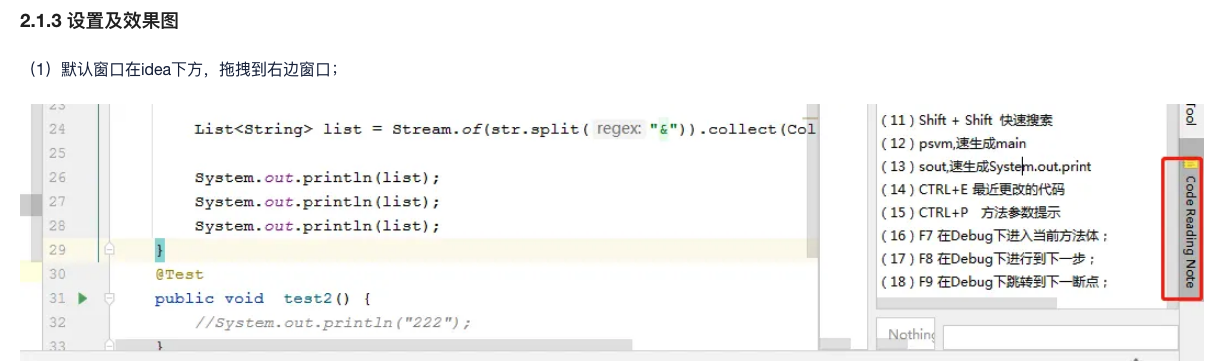 2.1.3 设置及效果图
（1）默认窗口在idea下方，拖拽到右边窗口；
23
24 List<String> list = Stream.of(str.split( regex: "&")).collect(Col
25
26 System.out.println(list);
27 System.out.println(list);
28 System.out.println(list);
29 }
30 @Test
31 public void test2() {
32 //System.out.println("222");
33 }
（11）Shift + Shift 快速搜索
（12）psvm,速生成main
（13）sout,速生成System.out.print
（14）CTRL+E 最近更改的代码
（15）CTRL+P 方法参数提示
（16）F7 在Debug下进入当前方法体；
（17）F8 在Debug下进行到下一步；
（18）F9 在Debug下跳转到下一断点；
Nothing
Tool
Code Reading Note